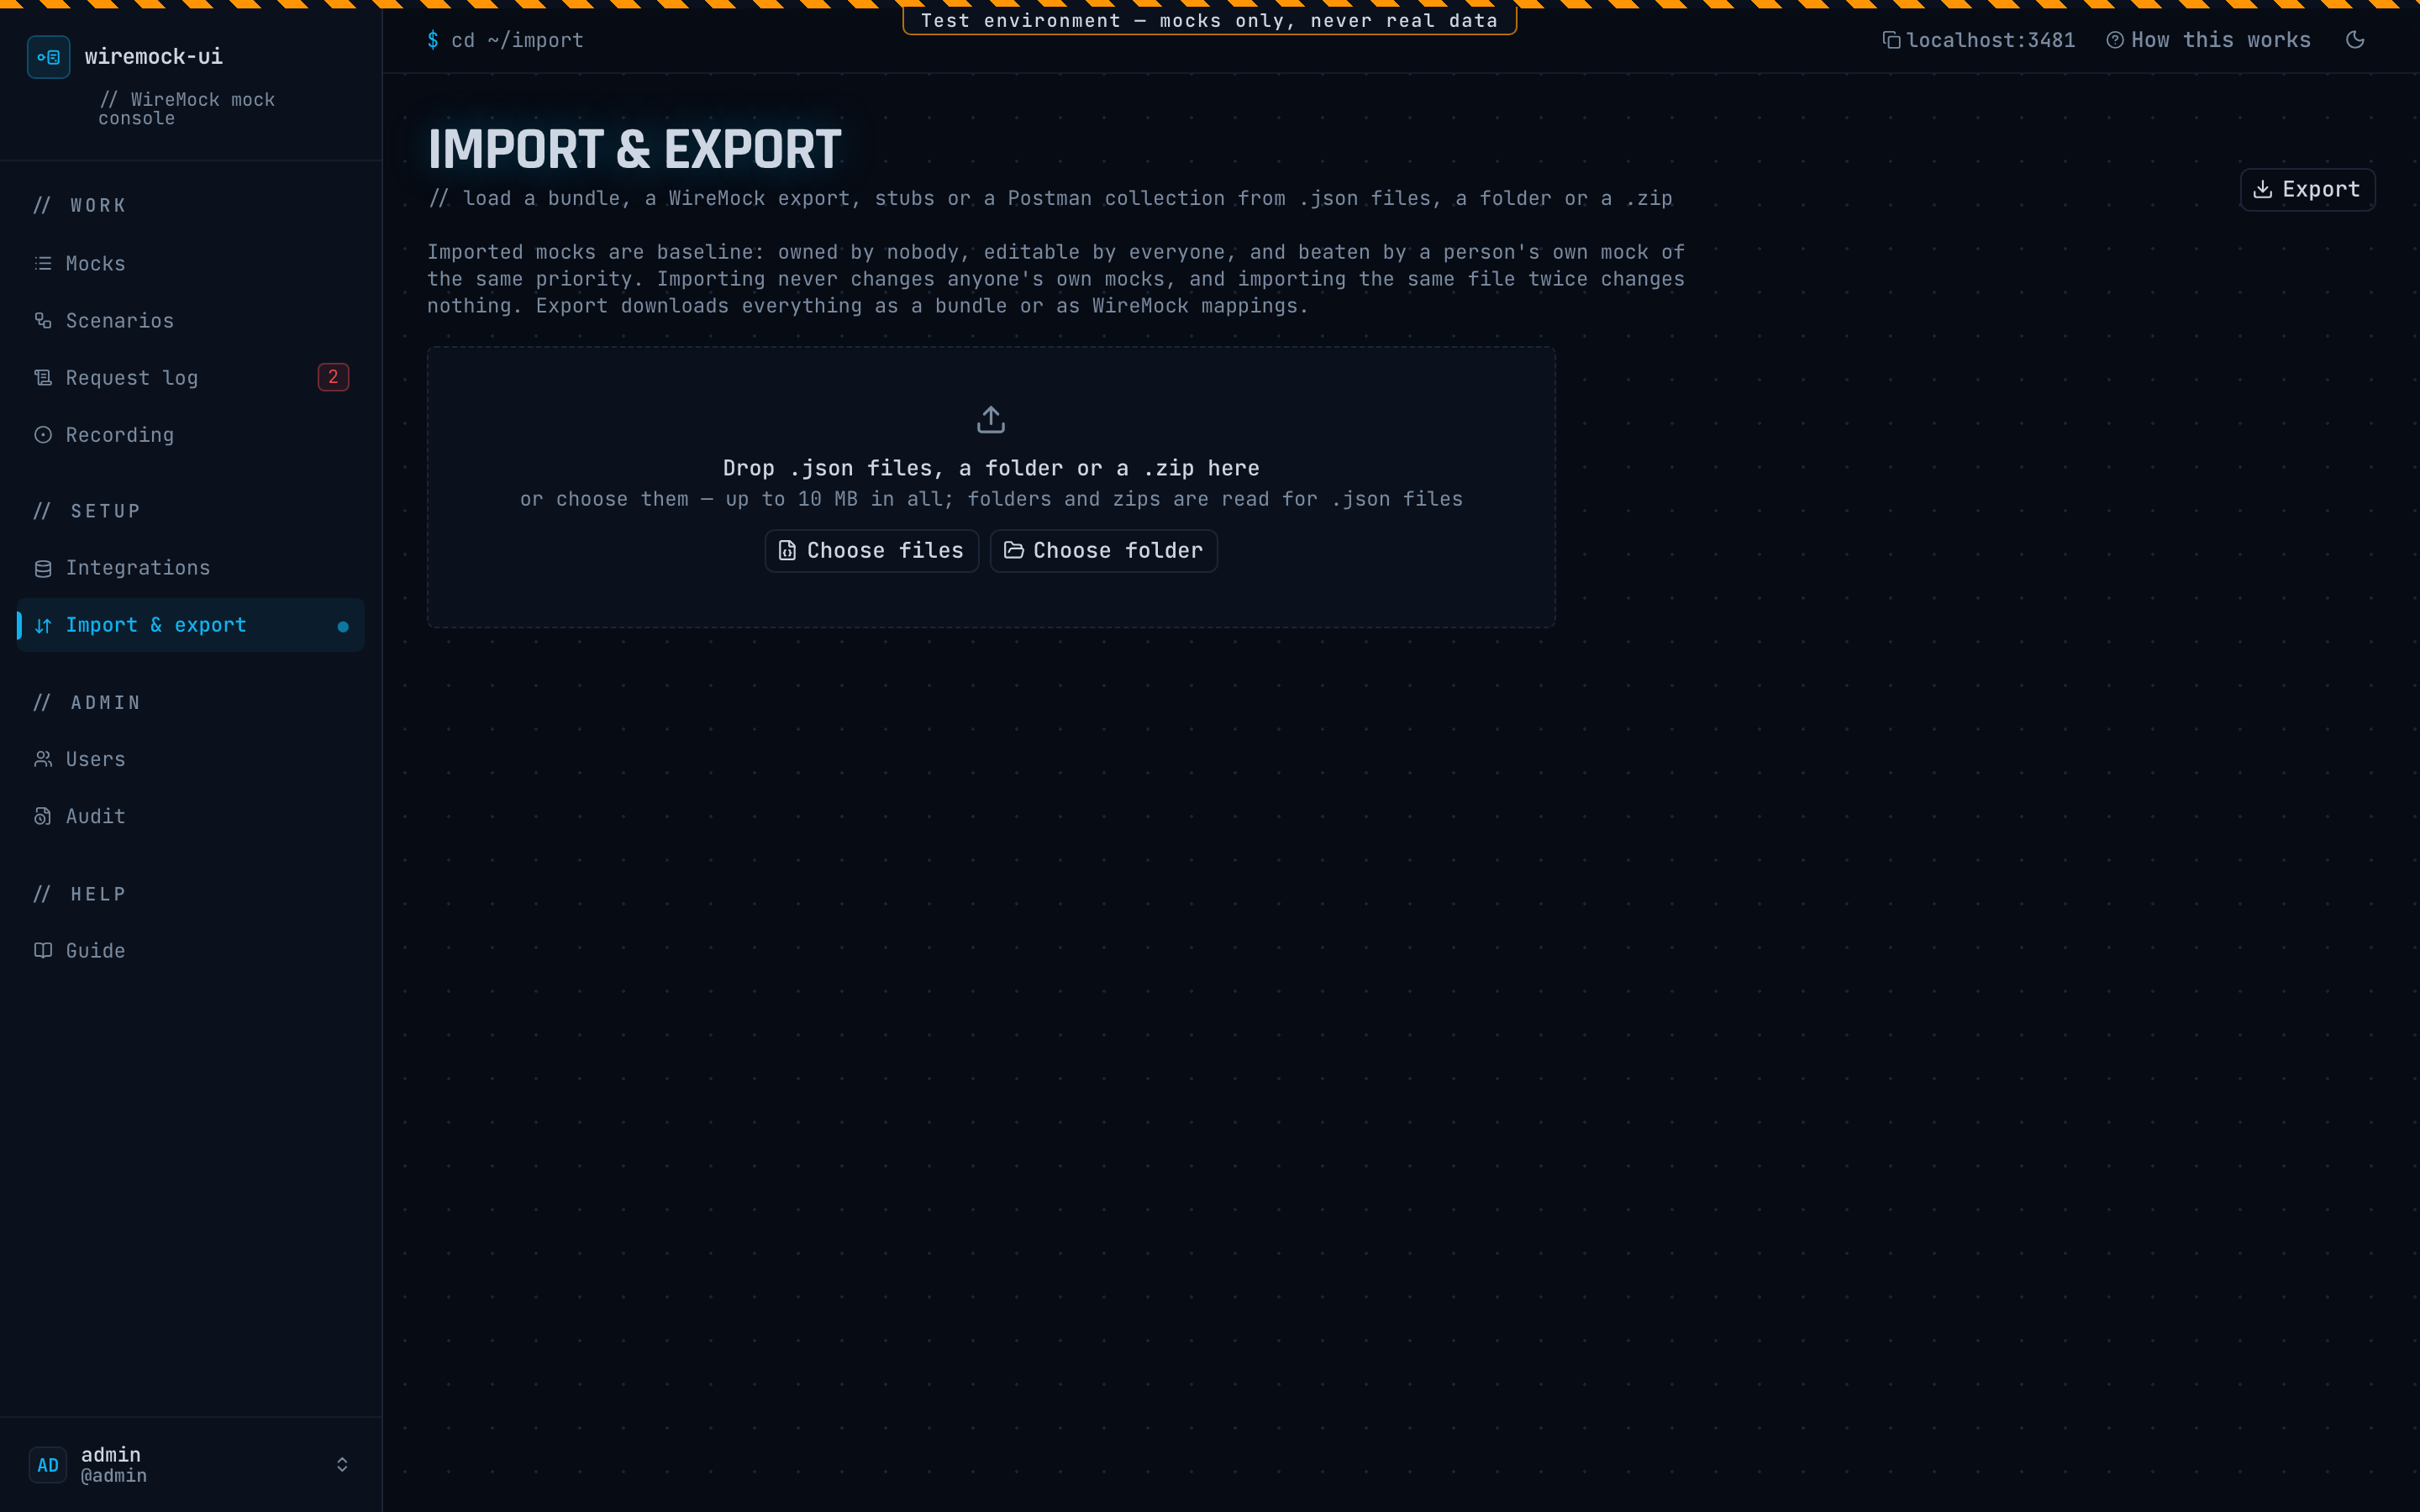 Test environment — mocks only, never real data
wiremock-ui
// WireMock mock
console
$ cd ~/import
localhost:3481
How this works
// WORK
Mocks
Scenarios
Request log
2
Recording
// SETUP
Integrations
Import & export
// ADMIN
Users
Audit
// HELP
Guide
AD
admin
@admin
IMPORT & EXPORT
// load a bundle, a WireMock export, stubs or a Postman collection from .json files, a folder or a .zip
Export
Imported mocks are baseline: owned by nobody, editable by everyone, and beaten by a person's own mock of
the same priority. Importing never changes anyone's own mocks, and importing the same file twice changes
nothing. Export downloads everything as a bundle or as WireMock mappings.
Drop .json files, a folder or a .zip here
or choose them — up to 10 MB in all; folders and zips are read for .json files
Choose files
Choose folder